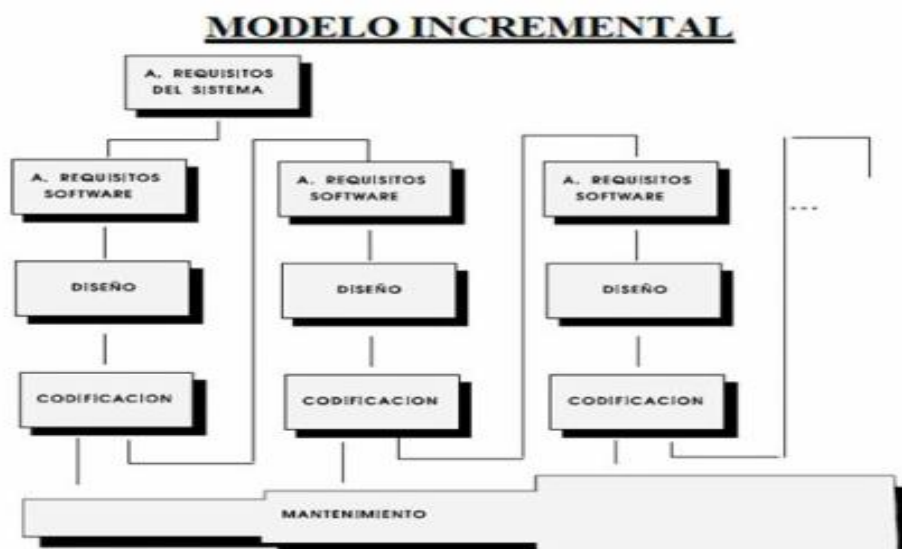 MODELO INCREMENTAL
A. REQUISITOS
DEL SISTEMA
A. REQUISITOS
SOFTWARE
A. REQUISITOS
SOFTWARE
A. REQUISITOS
SOFTWARE
DISEÑO
DISEÑO
DISEÑO
CODIFICACION
CODIFICACION
CODIFICACION
MANTENIMIENTO